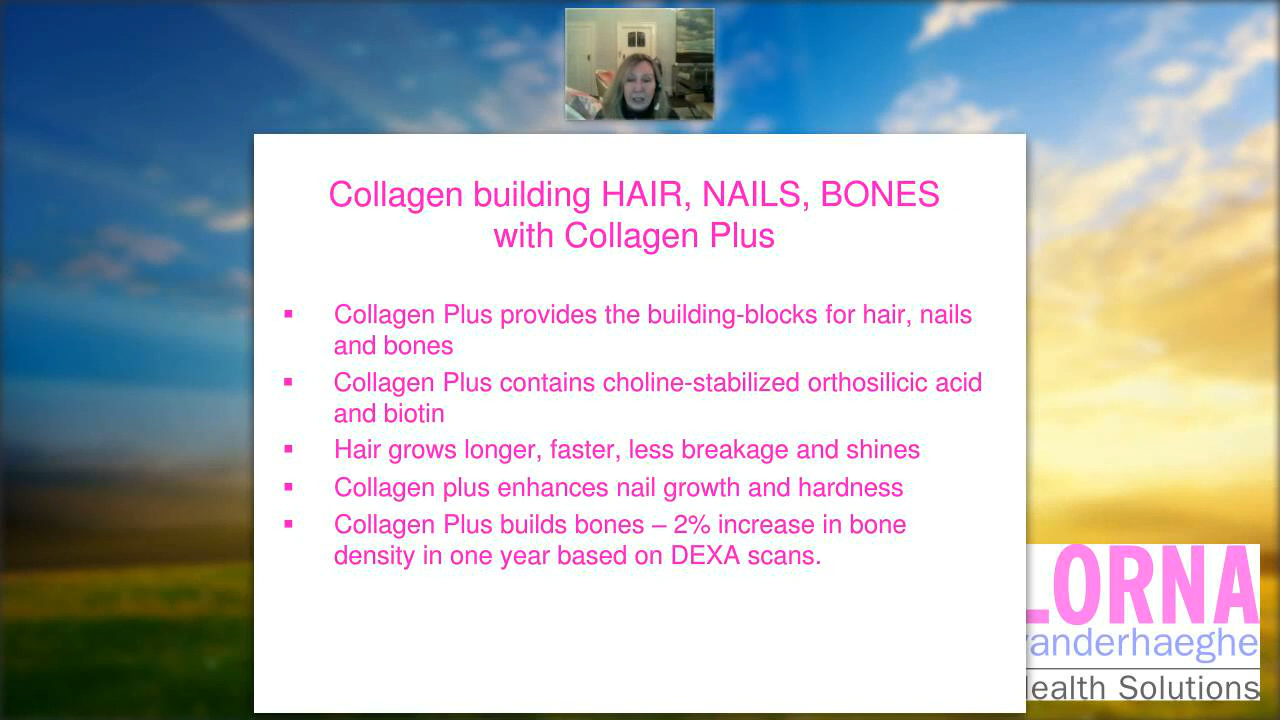 Collagen building HAIR, NAILS, BONES
with Collagen Plus
▪ Collagen Plus provides the building-blocks for hair, nails
and bones
▪ Collagen Plus contains choline-stabilized orthosilicic acid
and biotin
▪ Hair grows longer, faster, less breakage and shines
▪ Collagen plus enhances nail growth and hardness
▪ Collagen Plus builds bones – 2% increase in bone
density in one year based on DEXA scans.
LORNA
vanderhaeghe
Health Solutions